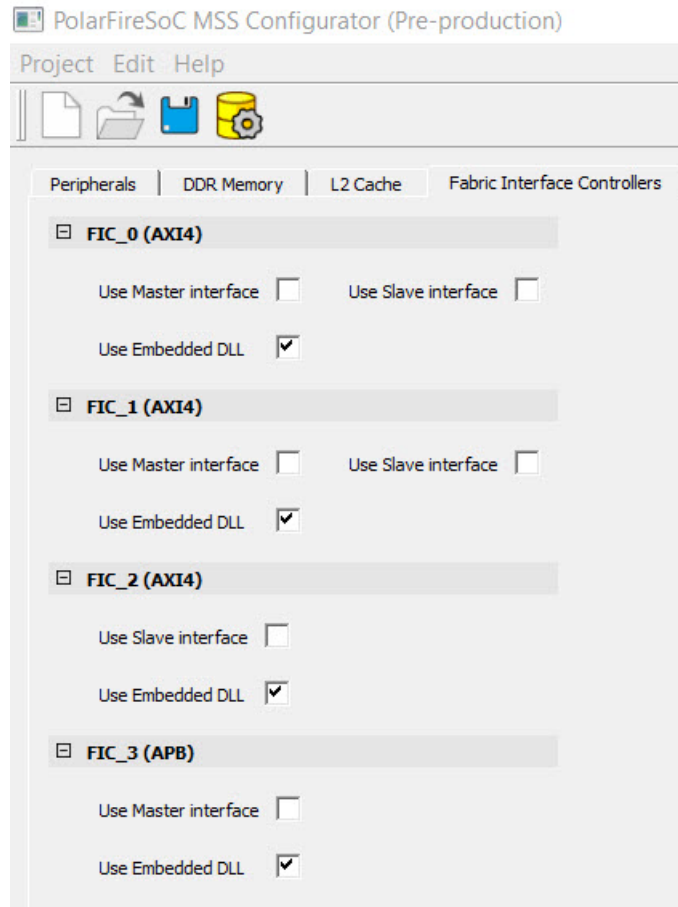 PolarFireSoC MSS Configurator (Pre-production)
Project Edit Help
Peripherals DDR Memory L2 Cache Fabric Interface Controllers
FIC_0 (AXI4)
Use Master interface Use Slave interface
Use Embedded DLL
FIC_1 (AXI4)
Use Master interface Use Slave interface
Use Embedded DLL
FIC_2 (AXI4)
Use Slave interface
Use Embedded DLL
FIC_3 (APB)
Use Master interface
Use Embedded DLL